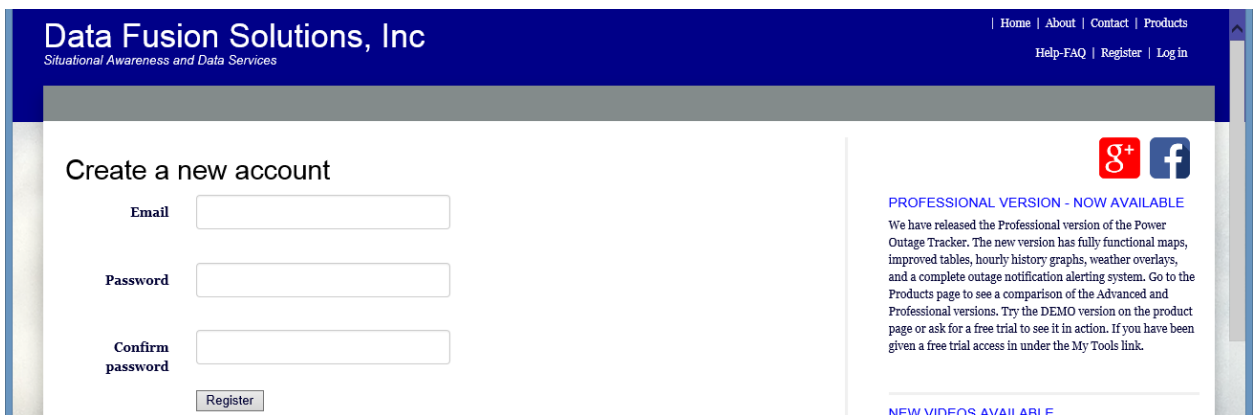 Data Fusion Solutions, Inc
Situational Awareness and Data Services
| Home | About | Contact | Products
Help-FAQ | Register | Log in
Create a new account
Email
Password
Confirm
password
Register
g+ f
PROFESSIONAL VERSION - NOW AVAILABLE
We have released the Professional version of the Power
Outage Tracker. The new version has fully functional maps,
improved tables, hourly history graphs, weather overlays,
and a complete outage notification alerting system. Go to the
Products page to see a comparison of the Advanced and
Professional versions. Try the DEMO version on the product
page or ask for a free trial to see it in action. If you have been
given a free trial access in under the My Tools link.
NEW VIDEOS AVAILABLE